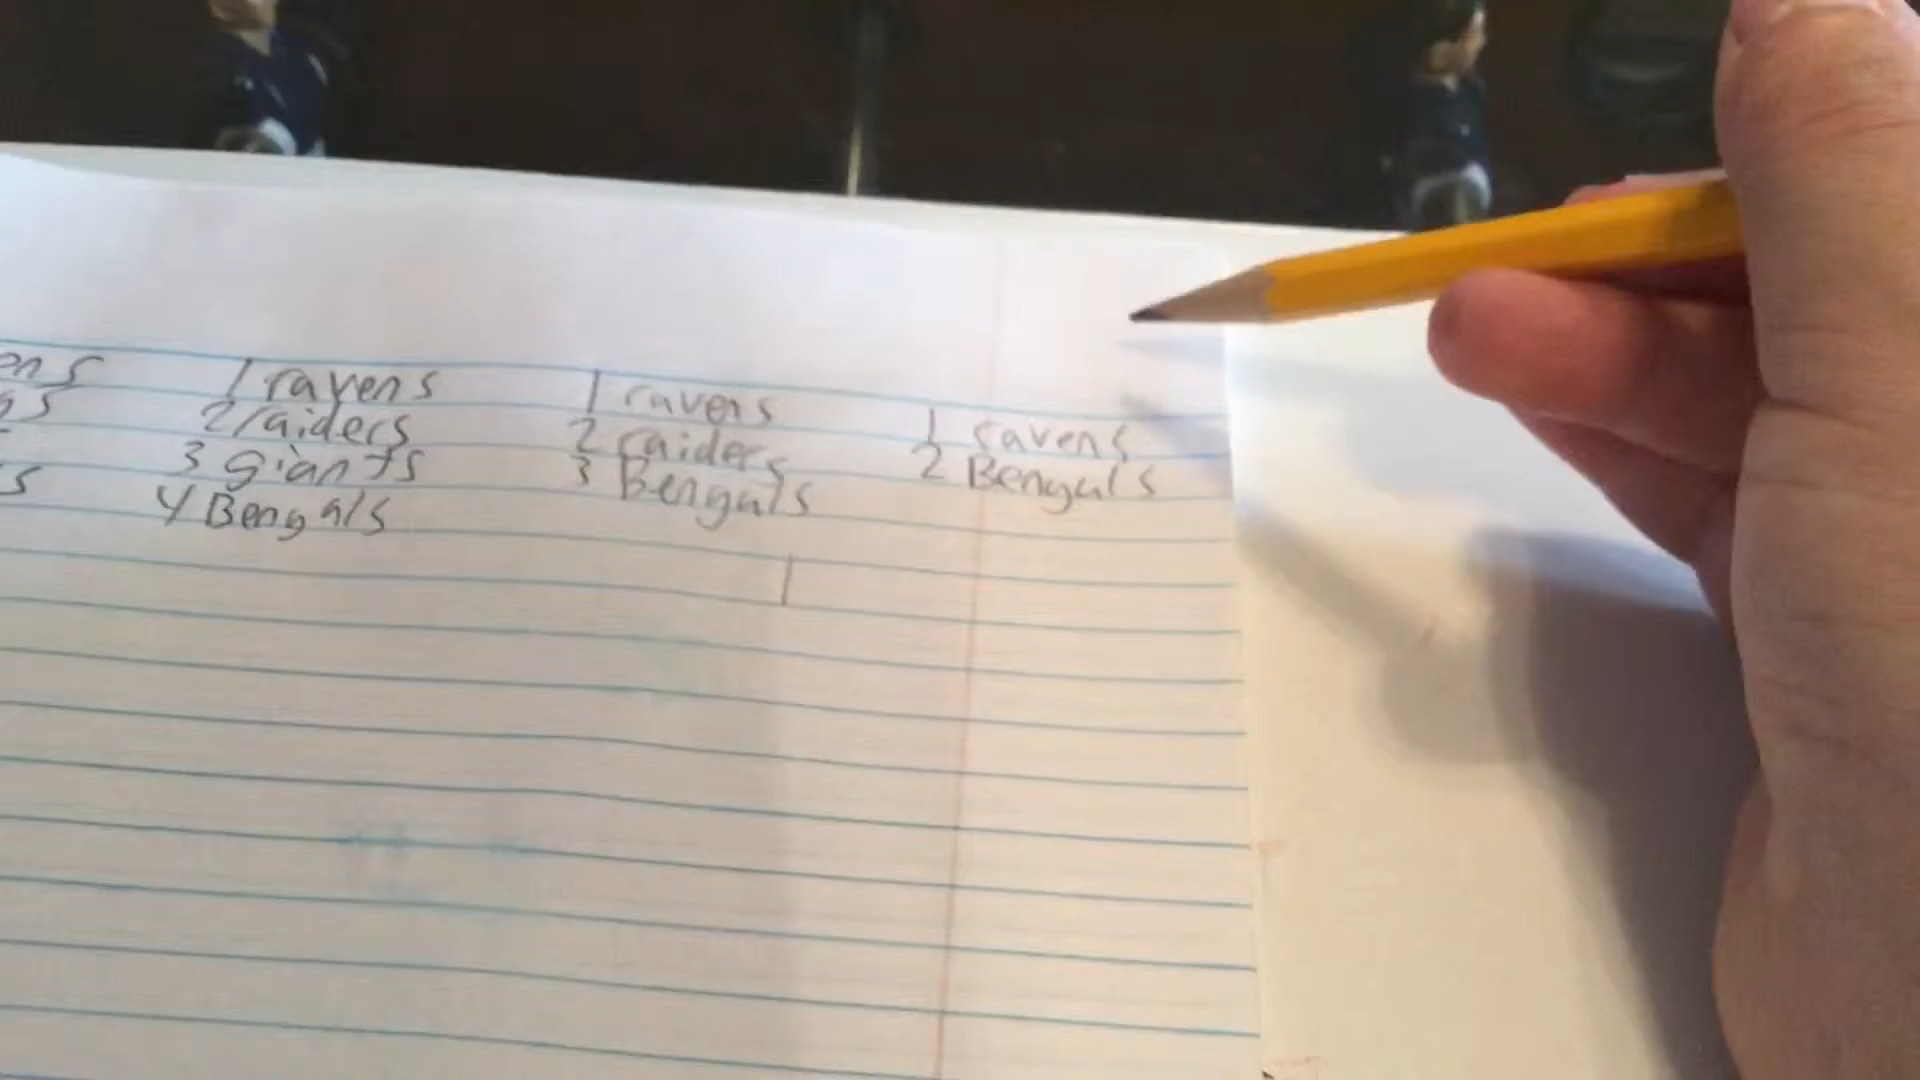 1 ravens
2 raiders
3 giants
4 Bengals
1 ravens
2 raiders
3 Bengals
1 ravens
2 Bengals